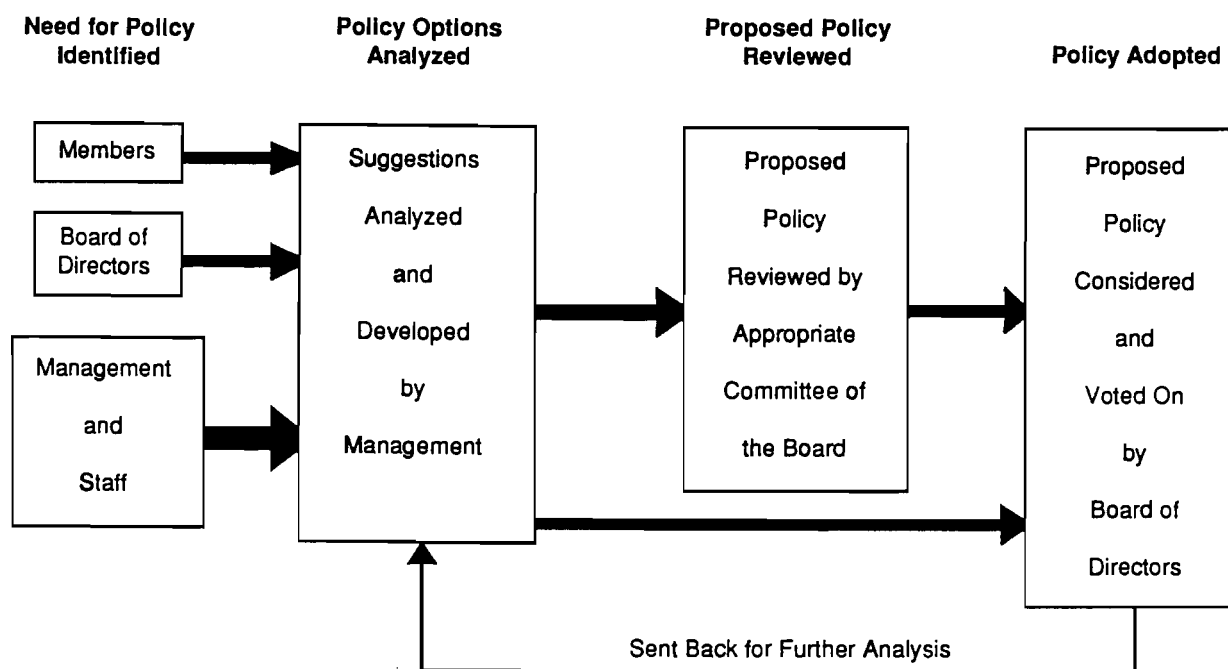 Need for Policy
Identified
Policy Options
Analyzed
Proposed Policy
Reviewed
Policy Adopted
Members
Board of
Directors
Management
and
Staff
Suggestions
Analyzed
and
Developed
by
Management
Proposed
Policy
Reviewed by
Appropriate
Committee of
the Board
Proposed
Policy
Considered
and
Voted On
by
Board of
Directors
Sent Back for Further Analysis